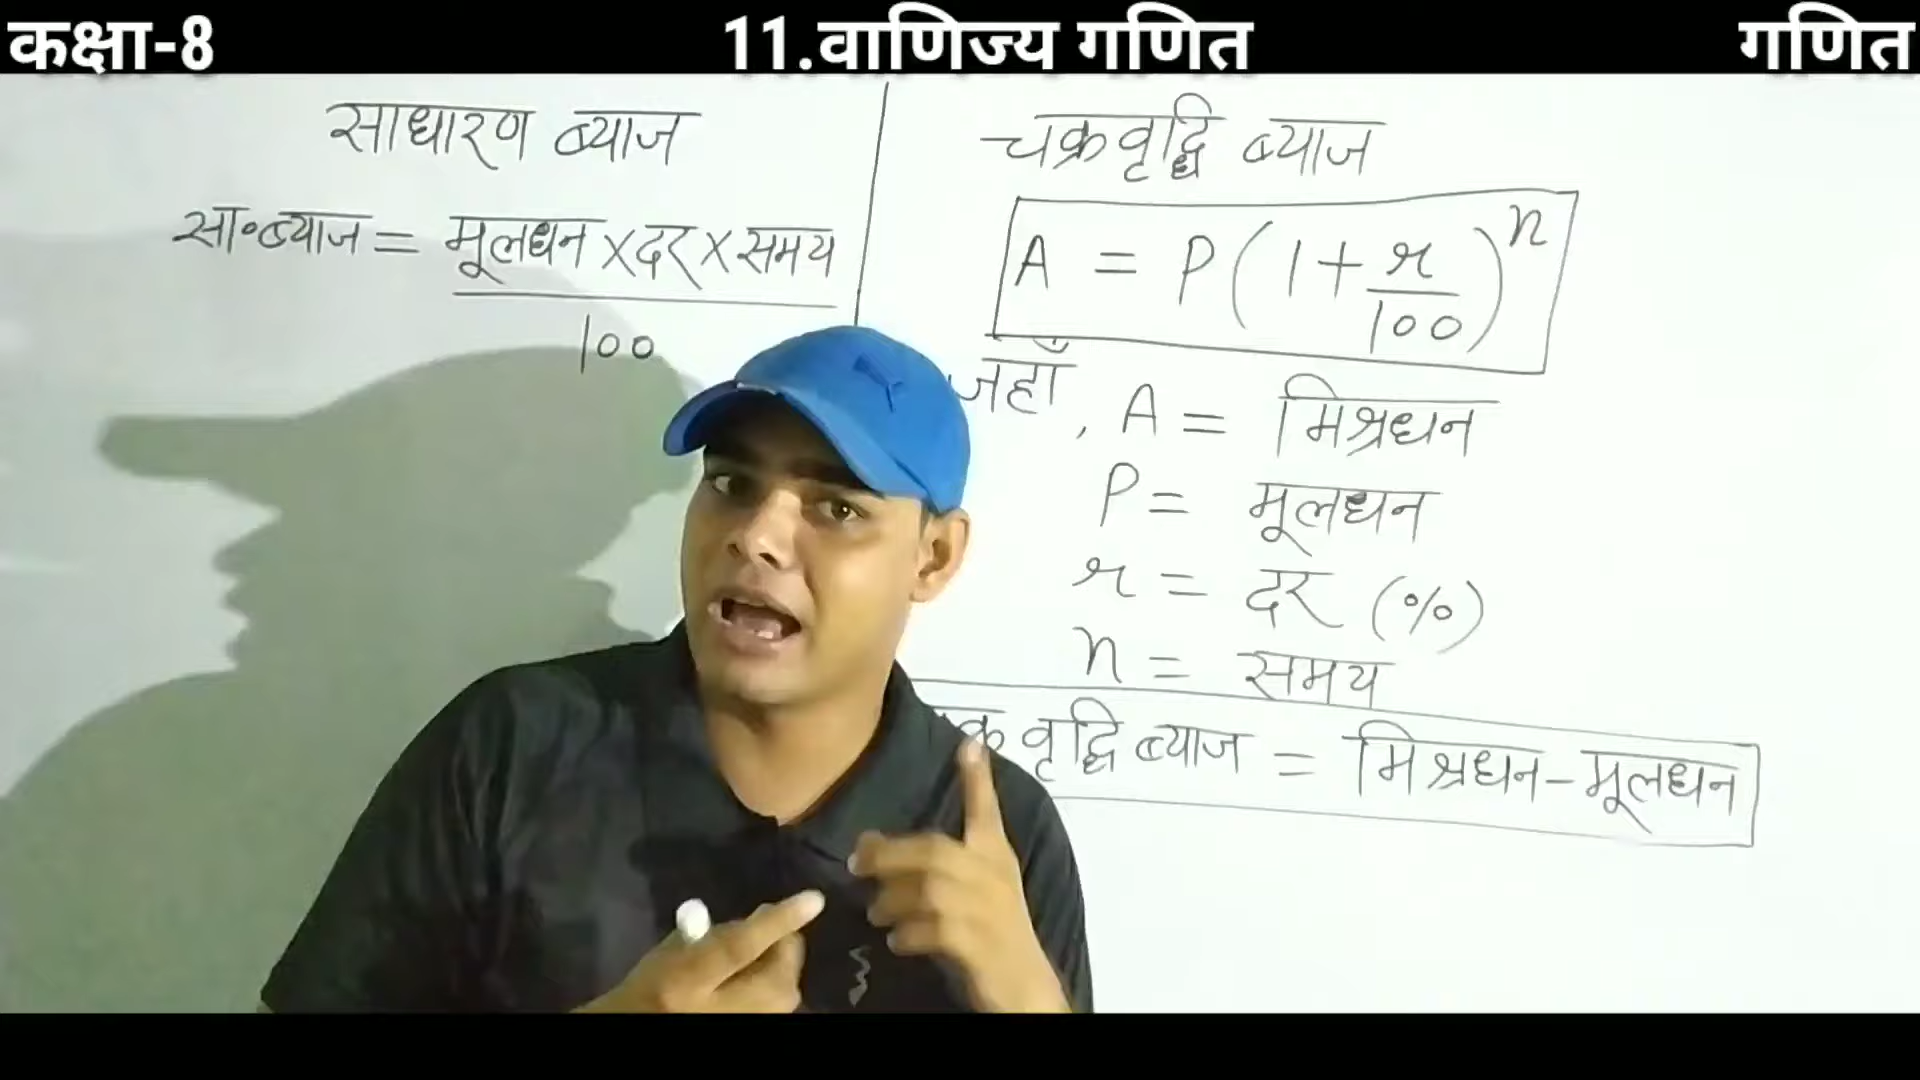 कक्षा-8
11.वाणिज्य गणित
गणित
साधारण ब्याज
सा॰ब्याज = मूलधन x दर x समय
100
चक्रवृद्धि ब्याज
A = P(1+r/100)^n
जहाँ, A = मिश्रधन
P = मूलधन
r = दर (%)
n = समय
क्रवृद्धि ब्याज = मिश्रधन-मूलधन